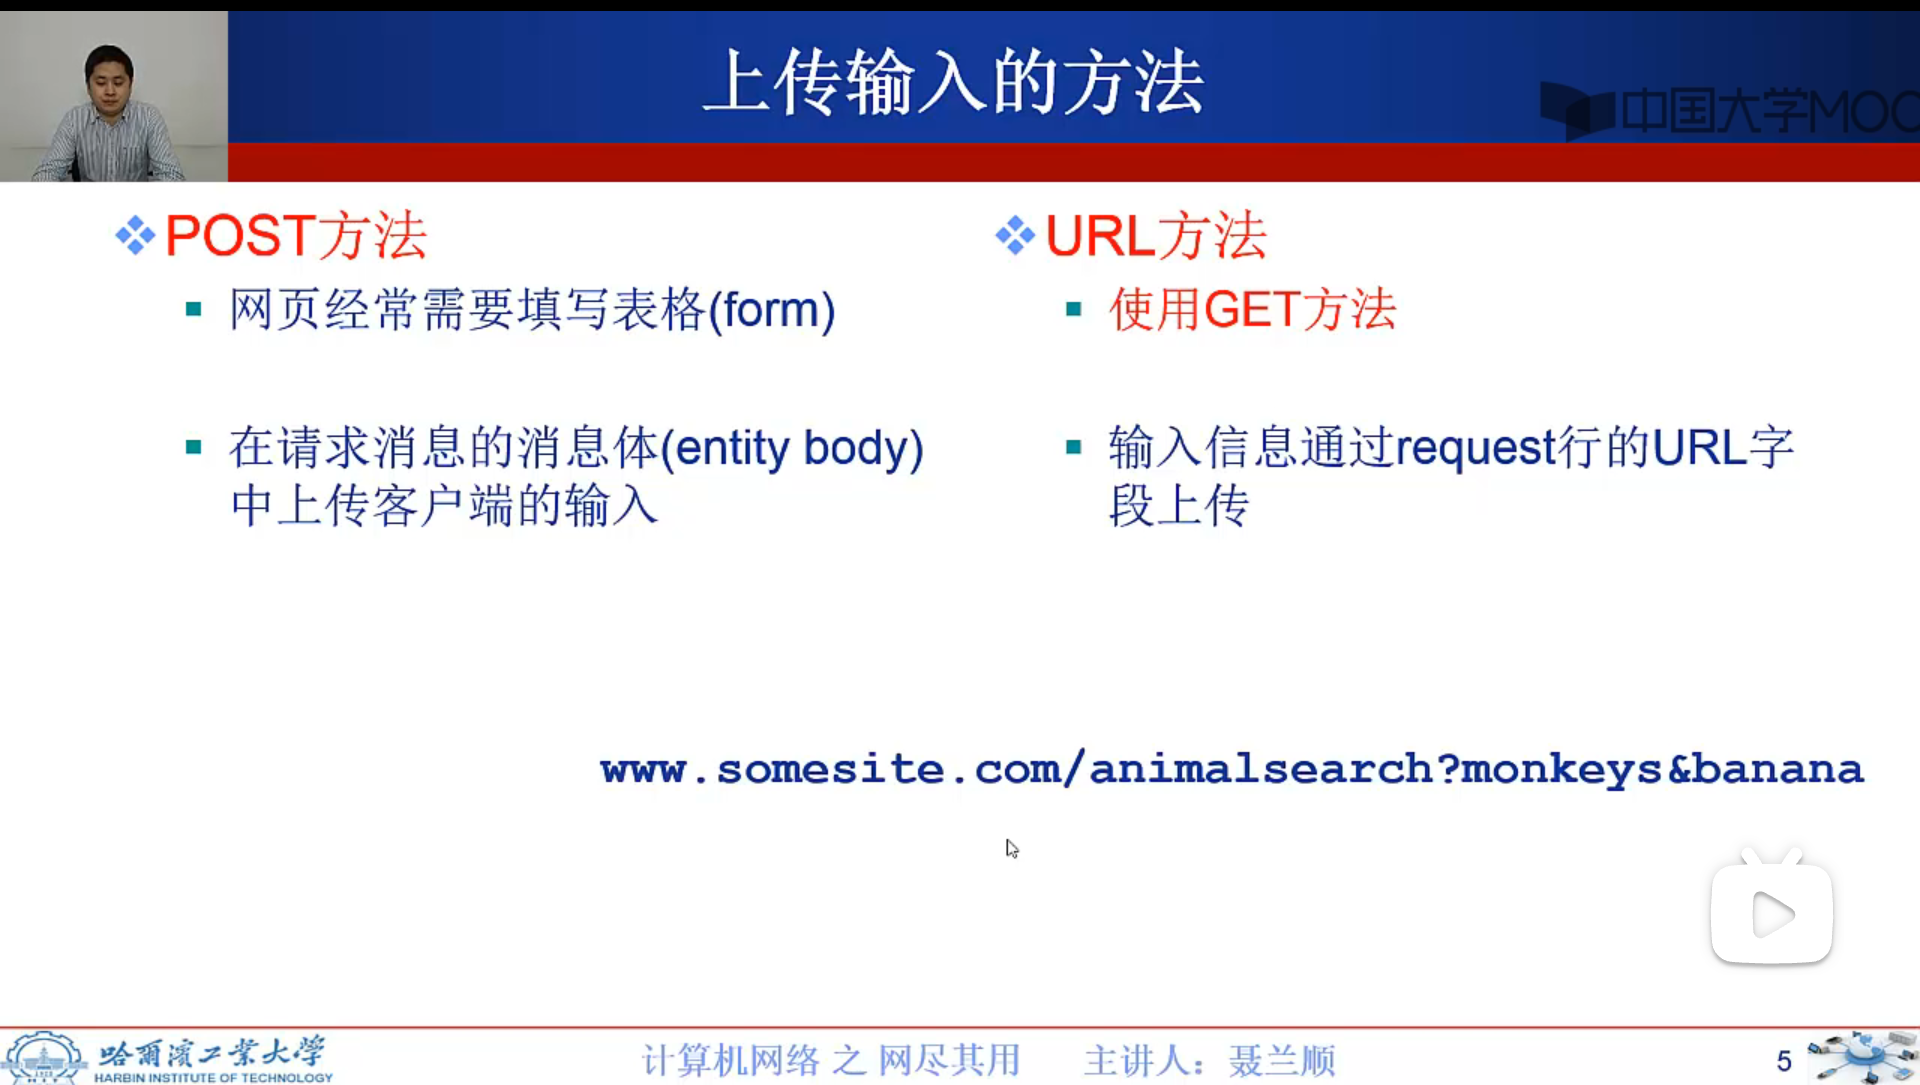 上传输入的方法
中国大学MOO
POST方法
网页经常需要填写表格(form)
在请求消息的消息体(entity body)
中上传客户端的输入
URL方法
使用GET方法
输入信息通过request行的URL字
段上传
www.somesite.com/animalsearch?monkeys&banana
哈尔滨工业大学
HARBIN INSTITUTE OF TECHNOLOGY
计算机网络 之 网尽其用
主讲人：聂兰顺
5